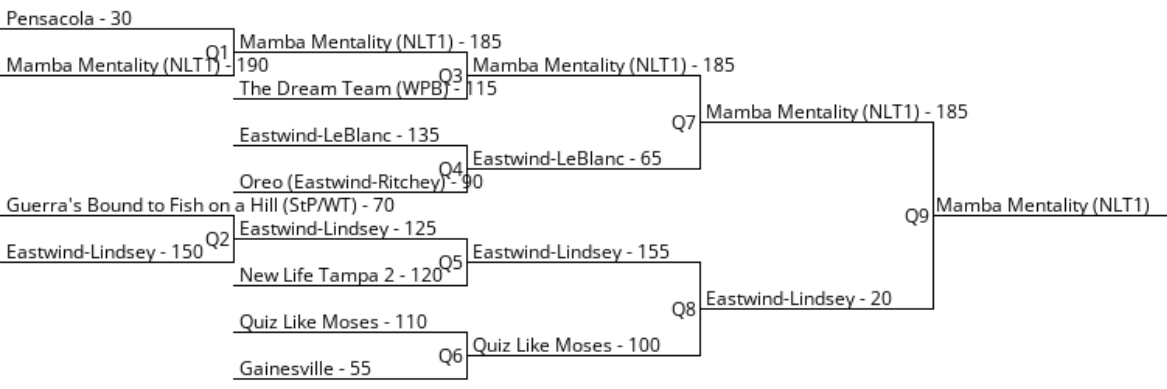 Pensacola - 30
Mamba Mentality (NLT1) - 185
Q1
Mamba Mentality (NLT1) - 190
Mamba Mentality (NLT1) - 185
Q3
The Dream Team (WPB) - 115
Mamba Mentality (NLT1) - 185
Q7
Eastwind-LeBlanc - 135
Eastwind-LeBlanc - 65
Q4
Oreo (Eastwind-Ritchey) - 90
Guerra's Bound to Fish on a Hill (StP/WT) - 70
Mamba Mentality (NLT1)
Q9
Eastwind-Lindsey - 125
Q2
Eastwind-Lindsey - 150
Eastwind-Lindsey - 155
Q5
New Life Tampa 2 - 120
Eastwind-Lindsey - 20
Q8
Quiz Like Moses - 110
Quiz Like Moses - 100
Q6
Gainesville - 55